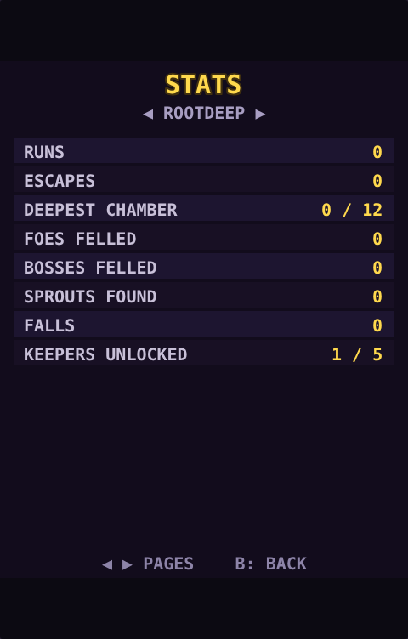 STATS
◀ ROOTDEEP ▶
RUNS 0
ESCAPES 0
DEEPEST CHAMBER 0 / 12
FOES FELLED 0
BOSSES FELLED 0
SPROUTS FOUND 0
FALLS 0
KEEPERS UNLOCKED 1 / 5
◀ ▶ PAGES B: BACK